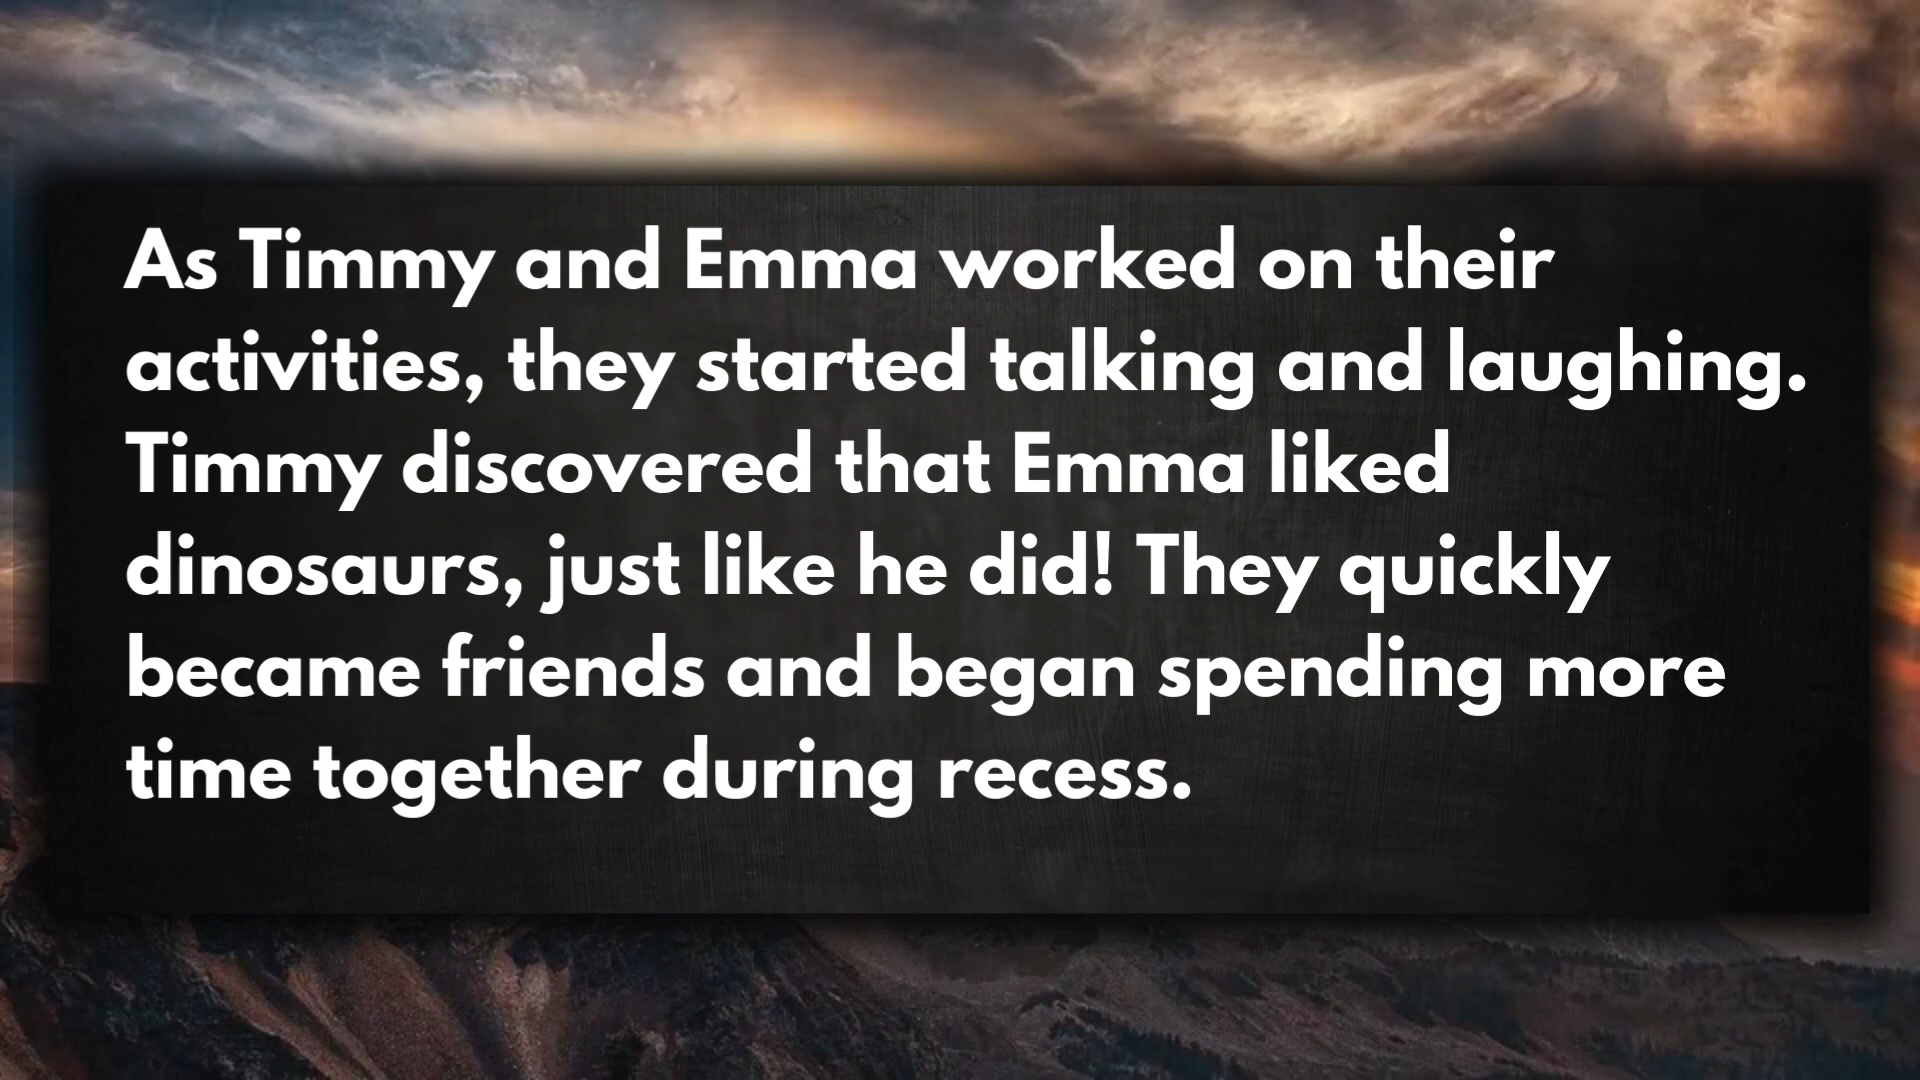 As Timmy and Emma worked on their
activities, they started talking and laughing.
Timmy discovered that Emma liked
dinosaurs, just like he did! They quickly
became friends and began spending more
time together during recess.